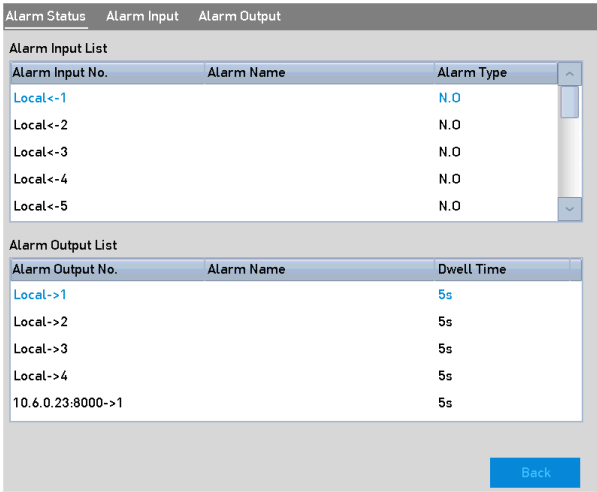 Alarm Status Alarm Input Alarm Output
Alarm Input List
Alarm Input No. Alarm Name Alarm Type
Local<-1 N.O
Local<-2 N.O
Local<-3 N.O
Local<-4 N.O
Local<-5 N.O
Alarm Output List
Alarm Output No. Alarm Name Dwell Time
Local->1 5s
Local->2 5s
Local->3 5s
Local->4 5s
10.6.0.23:8000->1 5s
Back